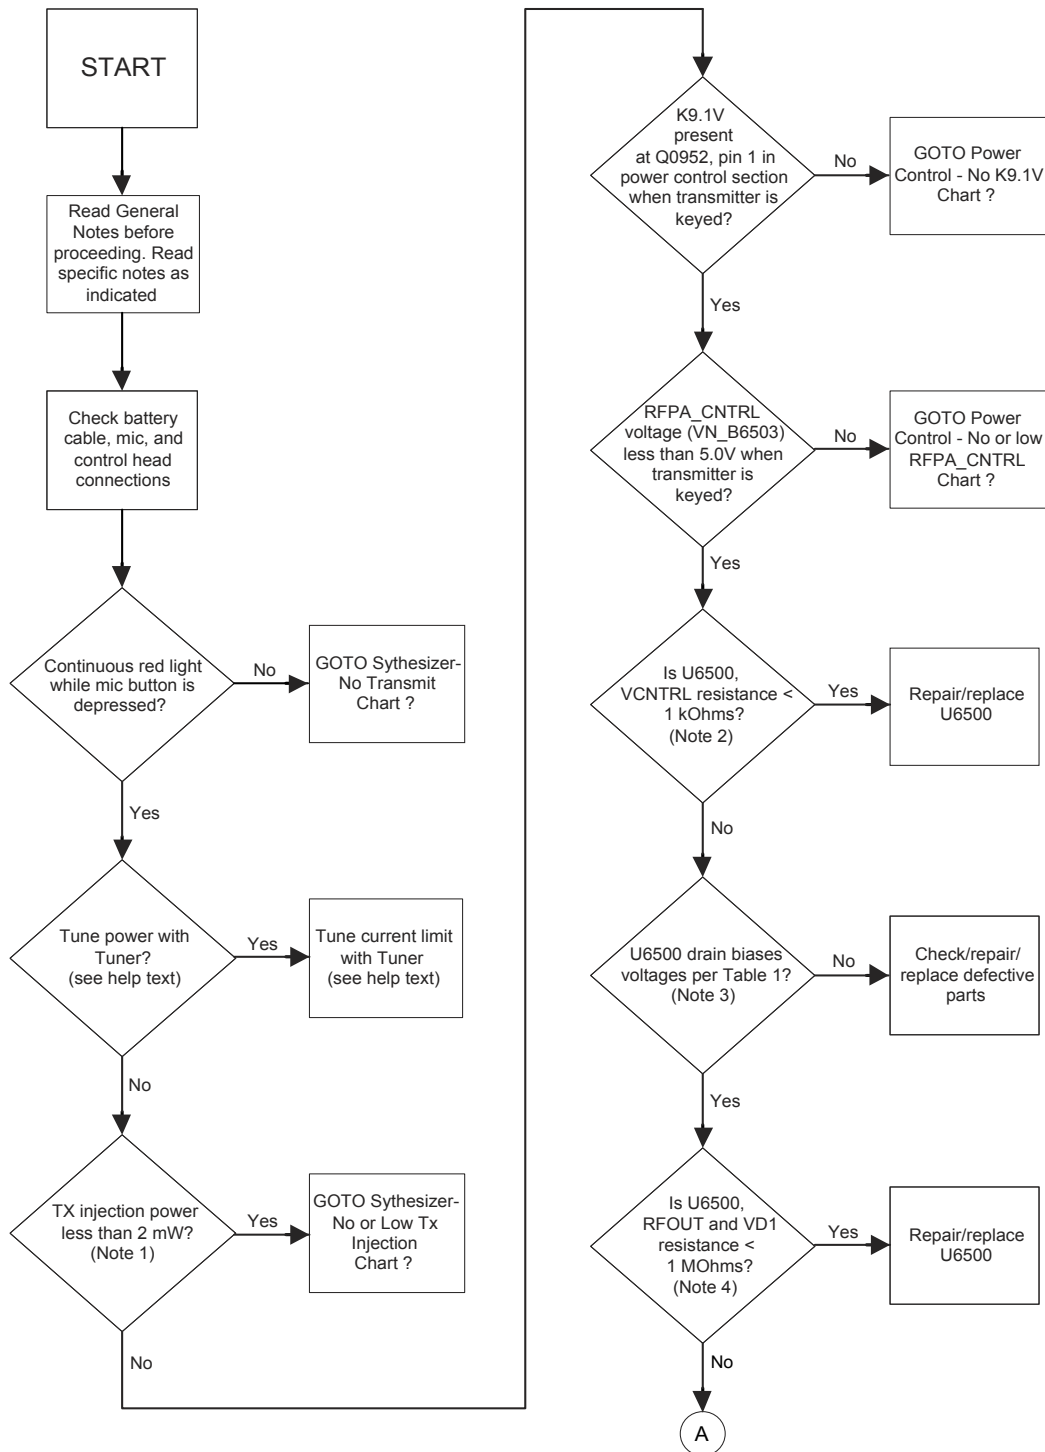 START
Read General
Notes before
proceeding. Read
specific notes as
indicated
Check battery
cable, mic, and
control head
connections
Continuous red light
while mic button is
depressed?
No
GOTO Sythesizer-
No Transmit
Chart ?
Yes
Tune power with
Tuner?
(see help text)
Yes
Tune current limit
with Tuner
(see help text)
No
TX injection power
less than 2 mW?
(Note 1)
Yes
GOTO Sythesizer-
No or Low Tx
Injection
Chart ?
No
K9.1V
present
at Q0952, pin 1 in
power control section
when transmitter is
keyed?
No
GOTO Power
Control - No K9.1V
Chart ?
Yes
RFPA_CNTRL
voltage (VN_B6503)
less than 5.0V when
transmitter is
keyed?
No
GOTO Power
Control - No or low
RFPA_CNTRL
Chart ?
Yes
Is U6500,
VCNTRL resistance <
1 kOhms?
(Note 2)
Yes
Repair/replace
U6500
No
U6500 drain biases
voltages per Table 1?
(Note 3)
No
Check/repair/
replace defective
parts
Yes
Is U6500,
RFOUT and VD1
resistance <
1 MOhms?
(Note 4)
Yes
Repair/replace
U6500
No
A